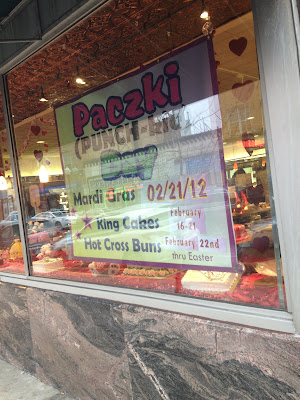 Paczki
(PUNCH-KI)
DAY
Mardi Gras 02/21/12
★ King Cakes February 16-21
★ Hot Cross Buns February 22nd thru Easter